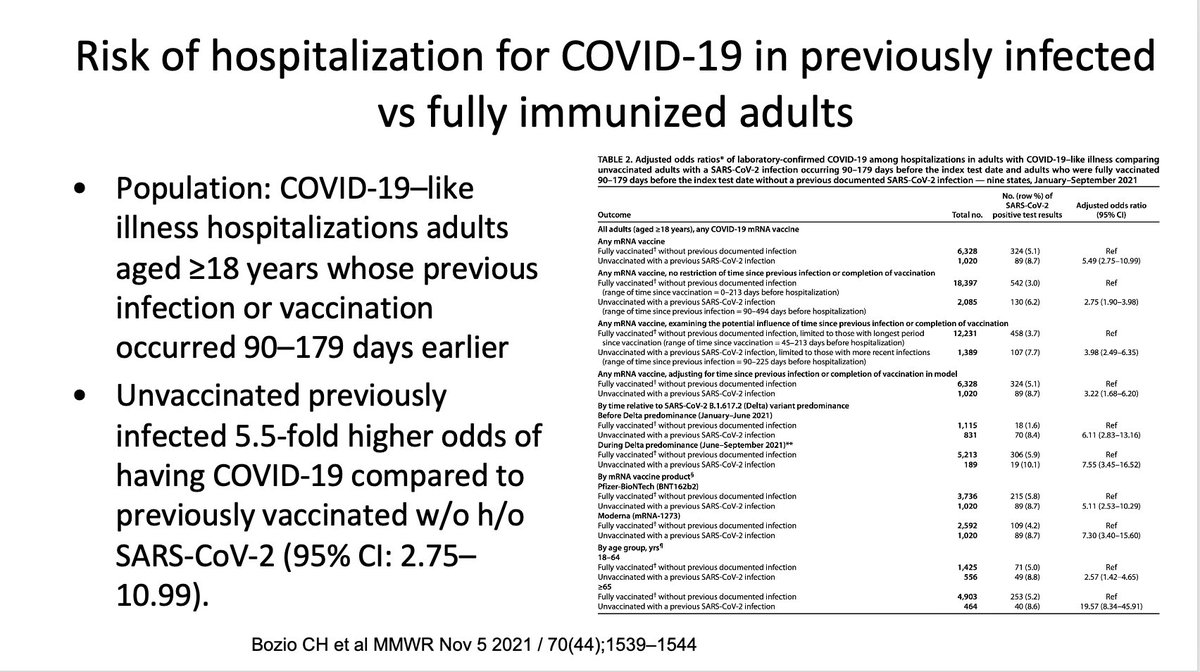 Risk of hospitalization for COVID-19 in previously infected
vs fully immunized adults
• Population: COVID-19–like
illness hospitalizations adults
aged ≥18 years whose previous
infection or vaccination
occurred 90–179 days earlier
• Unvaccinated previously
infected 5.5-fold higher odds of
having COVID-19 compared to
previously vaccinated w/o h/o
SARS-CoV-2 (95% CI: 2.75–
10.99).
TABLE 2. Adjusted odds ratios* of laboratory-confirmed COVID-19 among hospitalizations in adults with COVID-19–like illness comparing
unvaccinated adults with a SARS-CoV-2 infection occurring 90–179 days before the index test date and adults who were fully vaccinated
90–179 days before the index test date without a previous documented SARS-CoV-2 infection — nine states, January–September 2021
Outcome Total no. No. (row %) of SARS-CoV-2 positive test results Adjusted odds ratio (95% CI)
All adults (aged ≥18 years), any COVID-19 mRNA vaccine
Any mRNA vaccine
Fully vaccinated† without previous documented infection 6,328 324 (5.1) Ref
Unvaccinated with a previous SARS-CoV-2 infection 1,020 89 (8.7) 5.49 (2.75–10.99)
Any mRNA vaccine, no restriction of time since previous infection or completion of vaccination
Fully vaccinated† without previous documented infection 18,397 542 (3.0) Ref
(range of time since vaccination = 0–213 days before hospitalization)
Unvaccinated with a previous SARS-CoV-2 infection 2,085 130 (6.2) 2.75 (1.90–3.98)
(range of time since previous infection = 90–494 days before hospitalization)
Any mRNA vaccine, examining the potential influence of time since previous infection or completion of vaccination
Fully vaccinated† without previous documented infection, limited to those with longest period 12,231 458 (3.7) Ref
since vaccination (range of time since vaccination = 45–213 days before hospitalization)
Unvaccinated with a previous SARS-CoV-2 infection, limited to those with more recent infections 1,389 107 (7.7) 3.98 (2.49–6.35)
(range of time since previous infection = 90–225 days before hospitalization)
Any mRNA vaccine, adjusting for time since previous infection or completion of vaccination in model
Fully vaccinated† without previous documented infection 6,328 324 (5.1) Ref
Unvaccinated with a previous SARS-CoV-2 infection 1,020 89 (8.7) 3.22 (1.68–6.20)
By time relative to SARS-CoV-2 B.1.617.2 (Delta) variant predominance
Before Delta predominance (January–June 2021)
Fully vaccinated† without previous documented infection 1,115 18 (1.6) Ref
Unvaccinated with a previous SARS-CoV-2 infection 831 70 (8.4) 6.11 (2.83–13.16)
During Delta predominance (June–September 2021)**
Fully vaccinated† without previous documented infection 5,213 306 (5.9) Ref
Unvaccinated with a previous SARS-CoV-2 infection 189 19 (10.1) 7.55 (3.45–16.52)
By mRNA vaccine product§
Pfizer-BioNTech (BNT162b2)
Fully vaccinated† without previous documented infection 3,736 215 (5.8) Ref
Unvaccinated with a previous SARS-CoV-2 infection 1,020 89 (8.7) 5.11 (2.53–10.29)
Moderna (mRNA-1273)
Fully vaccinated† without previous documented infection 2,592 109 (4.2) Ref
Unvaccinated with a previous SARS-CoV-2 infection 1,020 89 (8.7) 7.30 (3.40–15.60)
By age group, yrs¶
18–64
Fully vaccinated† without previous documented infection 1,425 71 (5.0) Ref
Unvaccinated with a previous SARS-CoV-2 infection 556 49 (8.8) 2.57 (1.42–4.65)
≥65
Fully vaccinated† without previous documented infection 4,903 253 (5.2) Ref
Unvaccinated with a previous SARS-CoV-2 infection 464 40 (8.6) 19.57 (8.34–45.91)
Bozio CH et al MMWR Nov 5 2021 / 70(44);1539–1544